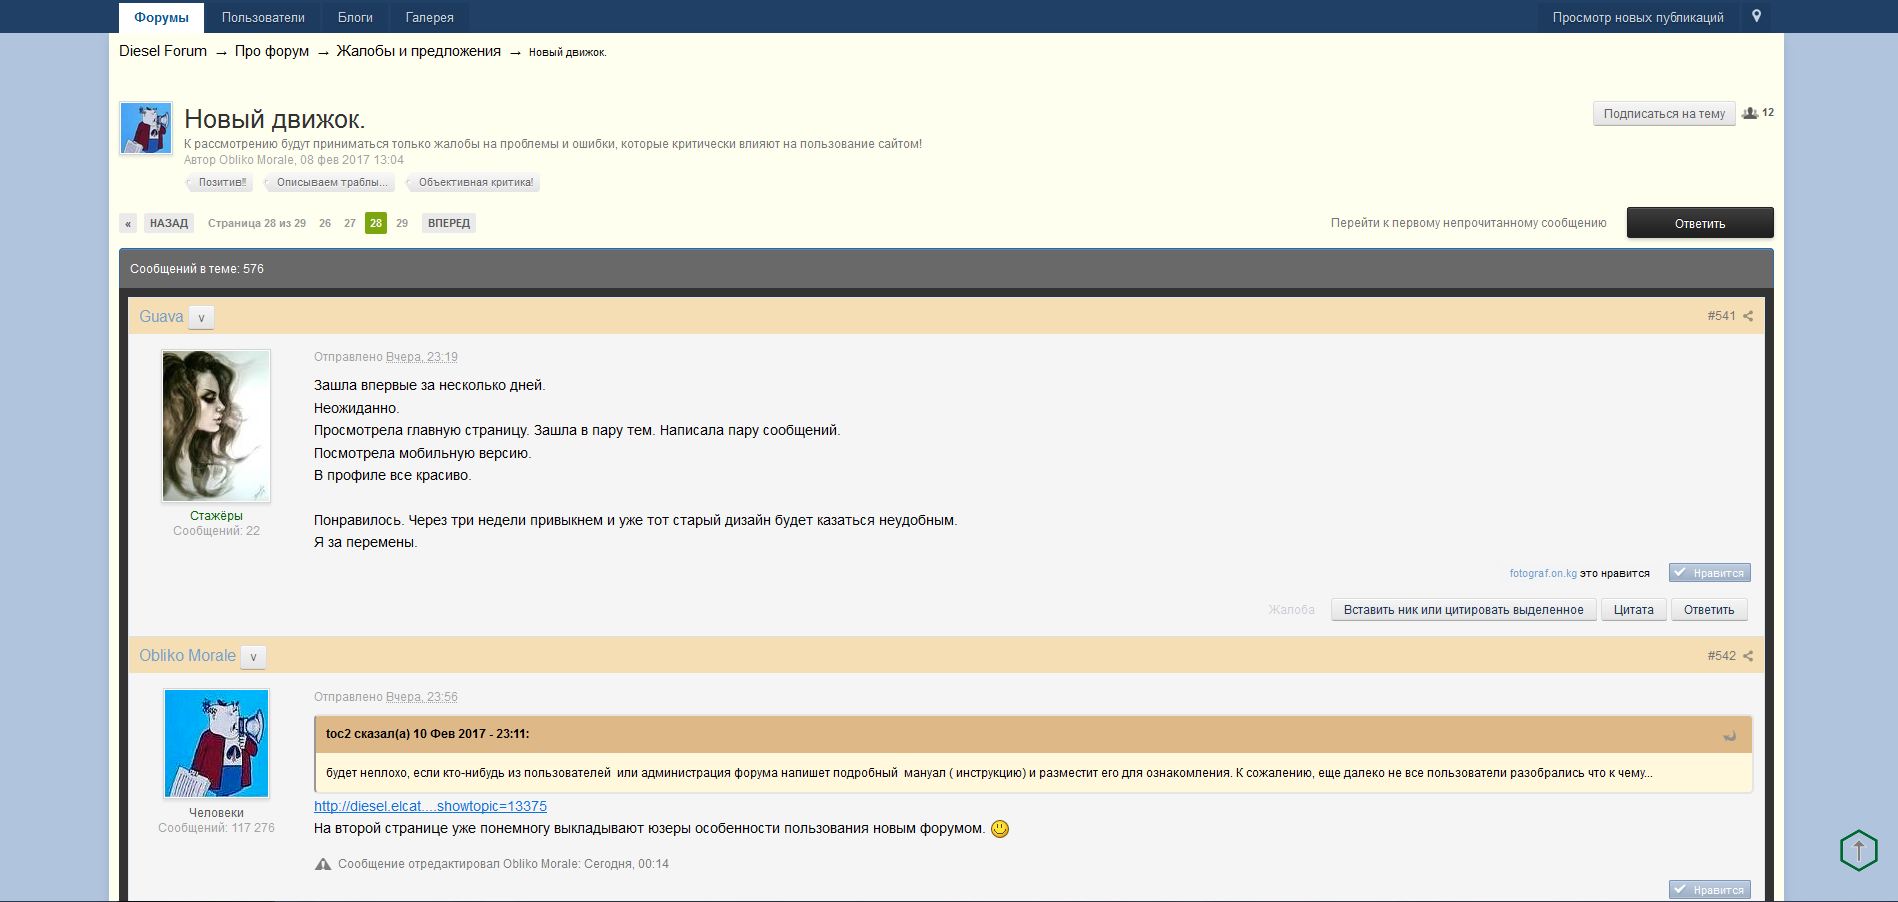 Форумы Пользователи Блоги Галерея Просмотр новых публикаций
Diesel Forum → Про форум → Жалобы и предложения → Новый движок.
Новый движок.
Подписаться на тему 12
К рассмотрению будут приниматься только жалобы на проблемы и ошибки, которые критически влияют на пользование сайтом!
Автор Obliko Morale, 08 фев 2017 13:04
Позитив!! Описываем траблы... Объективная критика!
« НАЗАД Страница 28 из 29 26 27 28 29 ВПЕРЕД Перейти к первому непрочитанному сообщению Ответить
Сообщений в теме: 576
Guava v #541
Отправлено Вчера, 23:19
Зашла впервые за несколько дней.
Неожиданно.
Просмотрела главную страницу. Зашла в пару тем. Написала пару сообщений.
Посмотрела мобильную версию.
В профиле все красиво.
Понравилось. Через три недели привыкнем и уже тот старый дизайн будет казаться неудобным.
Я за перемены.
Стажёры
Сообщений: 22
fotograf.on.kg это нравится Нравится
Жалоба Вставить ник или цитировать выделенное Цитата Ответить
Obliko Morale v #542
Отправлено Вчера, 23:56
toc2 сказал(а) 10 Фев 2017 - 23:11:
будет неплохо, если кто-нибудь из пользователей или администрация форума напишет подробный мануал ( инструкцию) и разместит его для ознакомления. К сожалению, еще далеко не все пользователи разобрались что к чему...
http://diesel.elcat....showtopic=13375
На второй странице уже понемногу выкладывают юзеры особенности пользования новым форумом.
Человеки
Сообщений: 117 276
Сообщение отредактировал Obliko Morale: Сегодня, 00:14
Нравится